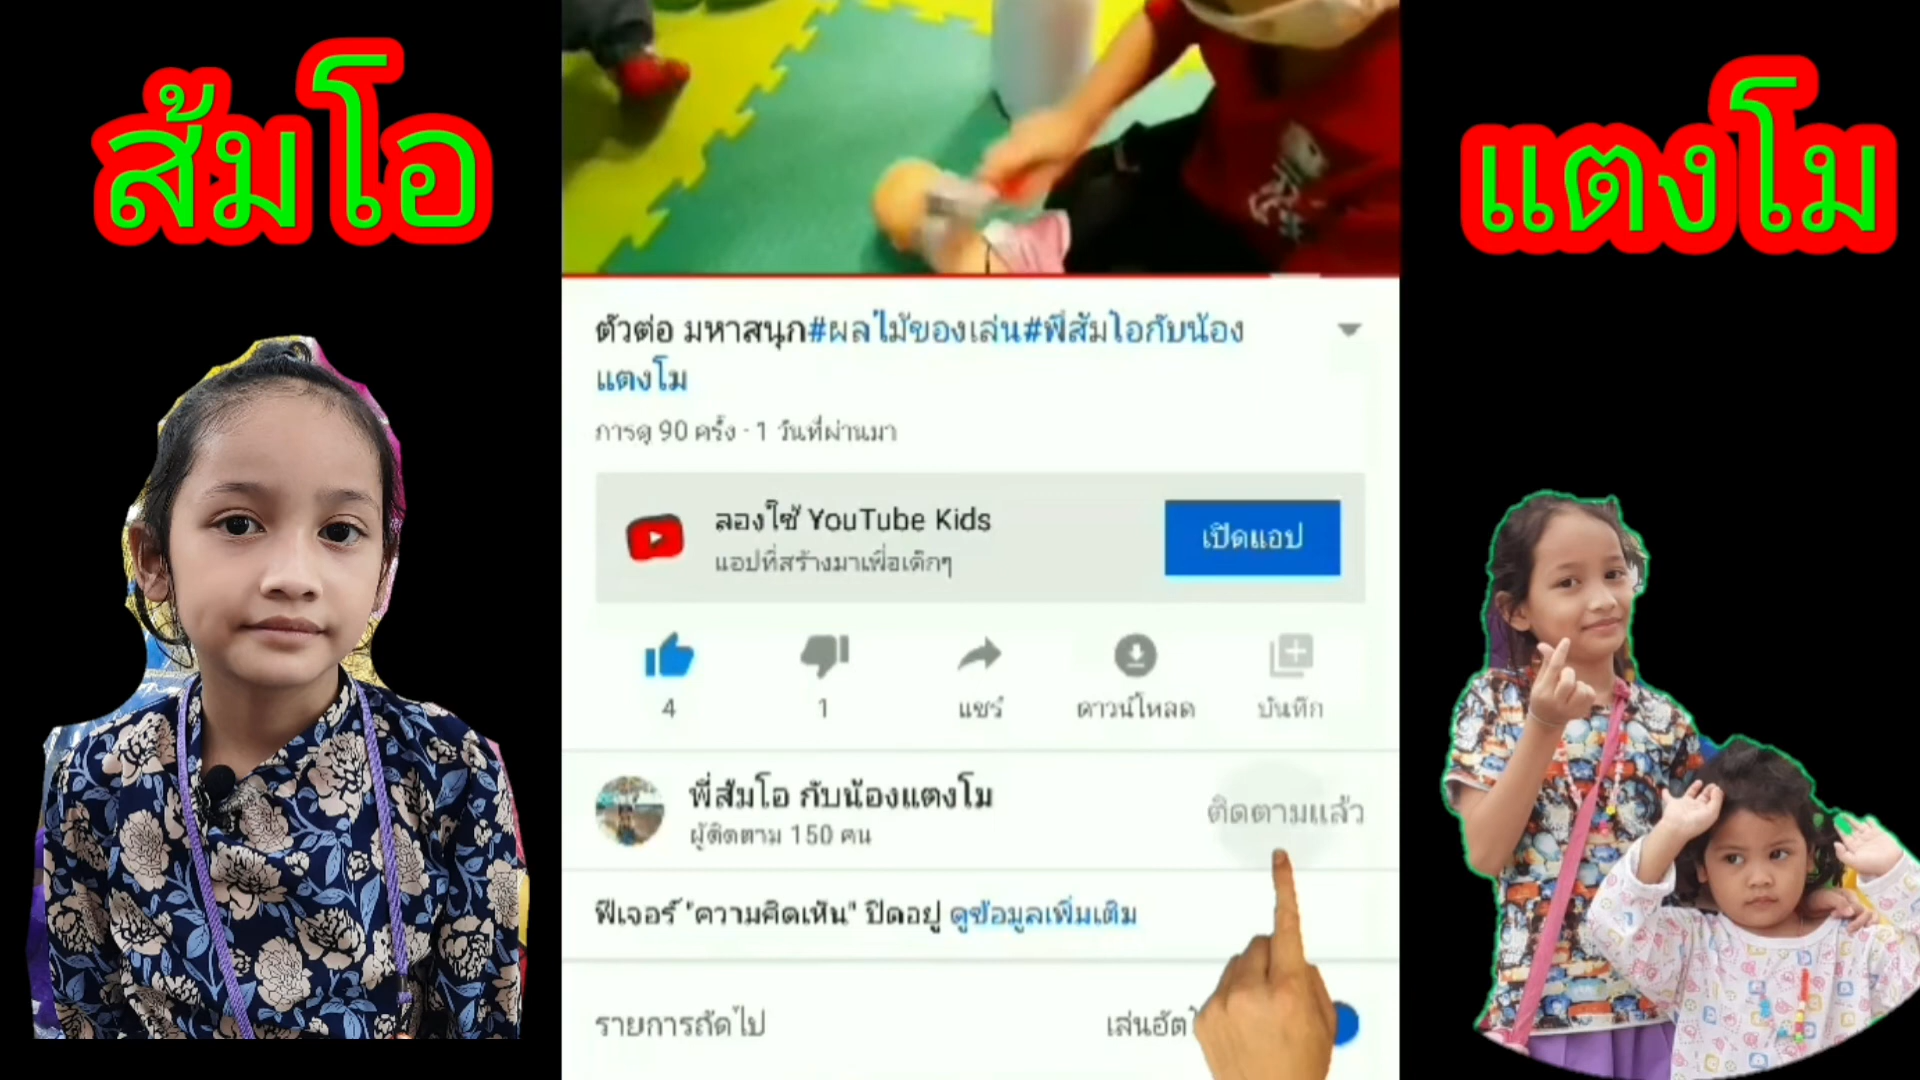 ส้มโอ
แตงโม
ตัวต่อ มหาสนุก#ผลไม้ของเล่น#พี่ส้มโอกับน้อง
แตงโม
การดู 90 ครั้ง · 1 วันที่ผ่านมา
ลองใช้ YouTube Kids
แอปที่สร้างมาเพื่อเด็กๆ
เปิดแอป
4
1
แชร์
ดาวน์โหลด
บันทึก
พี่ส้มโอ กับน้องแตงโม
ผู้ติดตาม 150 คน
ติดตามแล้ว
ฟีเจอร์ "ความคิดเห็น" ปิดอยู่ ดูข้อมูลเพิ่มเติม
รายการถัดไป